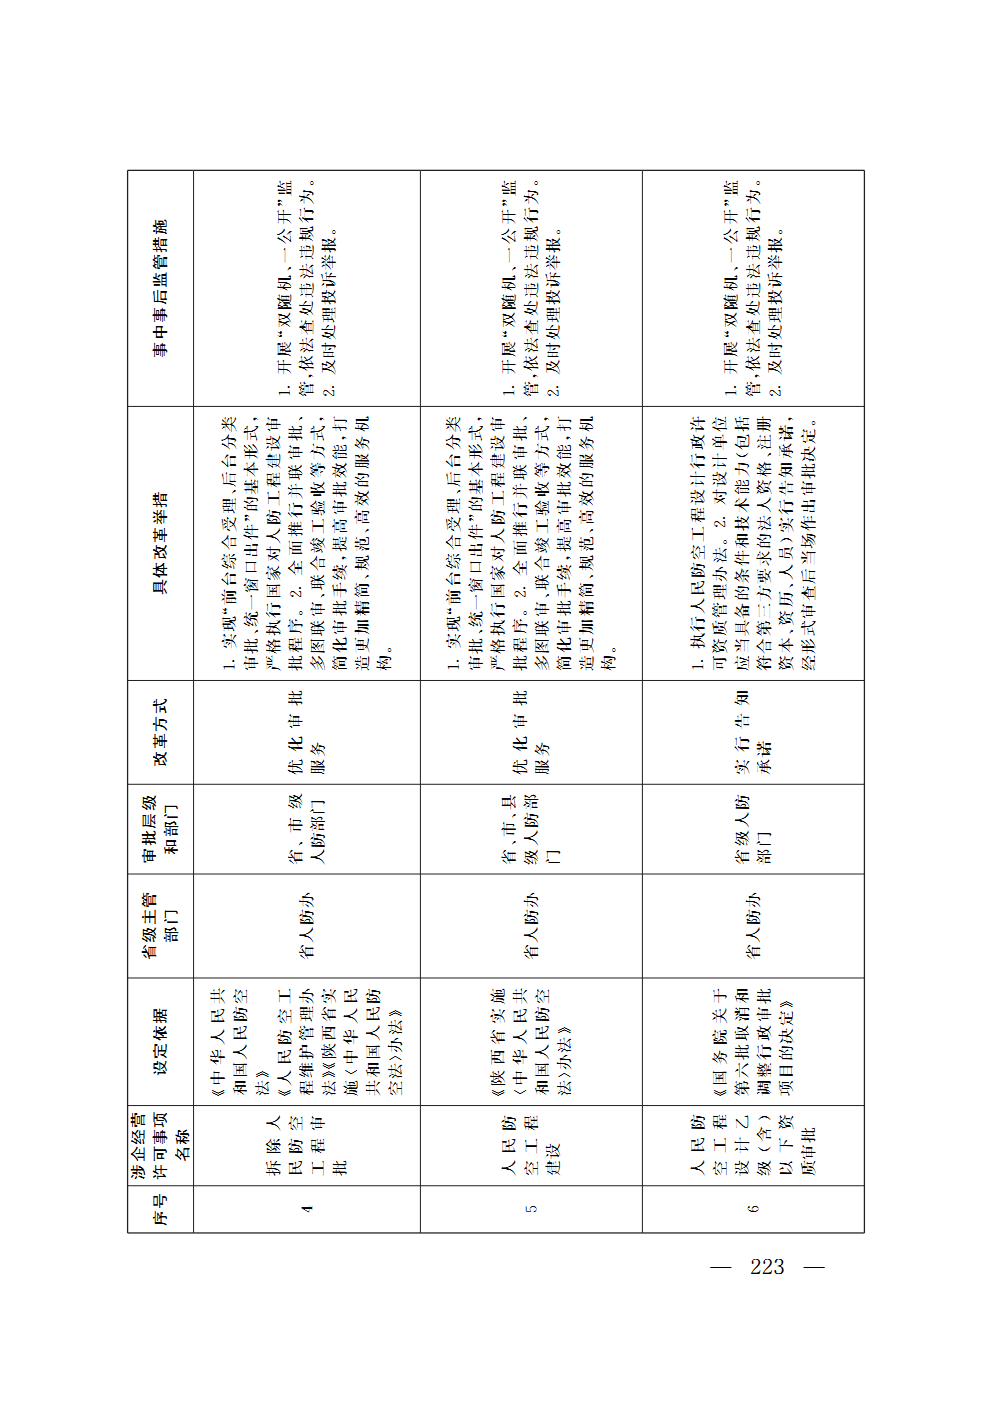 序号
涉企经营
许可事项
名称
设定依据
省级主管
部门
审批层级
和部门
改革方式
具体改革举措
事中事后监管措施
4
拆除人
民防空
工程审
批
《中华人民共
和国人民防空
法》
《人民防空工
程维护管理办
法》《陕西省实
施〈中华人民
共和国人民防
空法〉办法》
省人防办
省、市级
人防部门
优化审批
服务
1. 实现“前台综合受理、后台分类
审批、统一窗口出件”的基本形式，
严格执行国家对人防工程建设审
批程序。2. 全面推行并联审批、
多图联审、联合竣工验收等方式，
简化审批手续，提高审批效能，打
造更加精简、规范、高效的服务机
构。
1. 开展“双随机、一公开”监
管，依法查处违法违规行为。
2. 及时处理投诉举报。
5
人民防
空工程
建设
《陕西省实施
〈中华人民共
和国人民防空
法〉办法》
省人防办
省、市、县
级人防部
门
优化审批
服务
1. 实现“前台综合受理、后台分类
审批、统一窗口出件”的基本形式，
严格执行国家对人防工程建设审
批程序。2. 全面推行并联审批、
多图联审、联合竣工验收等方式，
简化审批手续，提高审批效能，打
造更加精简、规范、高效的服务机
构。
1. 开展“双随机、一公开”监
管，依法查处违法违规行为。
2. 及时处理投诉举报。
6
人民防
空工程
设计乙
级（含）
以下资
质审批
《国务院关于
第六批取消和
调整行政审批
项目的决定》
省人防办
省级人防
部门
实行告知
承诺
1. 执行人民防空工程设计行政许
可资质管理办法。2. 对设计单位
应当具备的条件和技术能力（包括
符合第三方要求的法人资格、注册
资本、资历、人员）实行告知承诺，
经形式审查后当场作出审批决定。
1. 开展“双随机、一公开”监
管，依法查处违法违规行为。
2. 及时处理投诉举报。
— 223 —